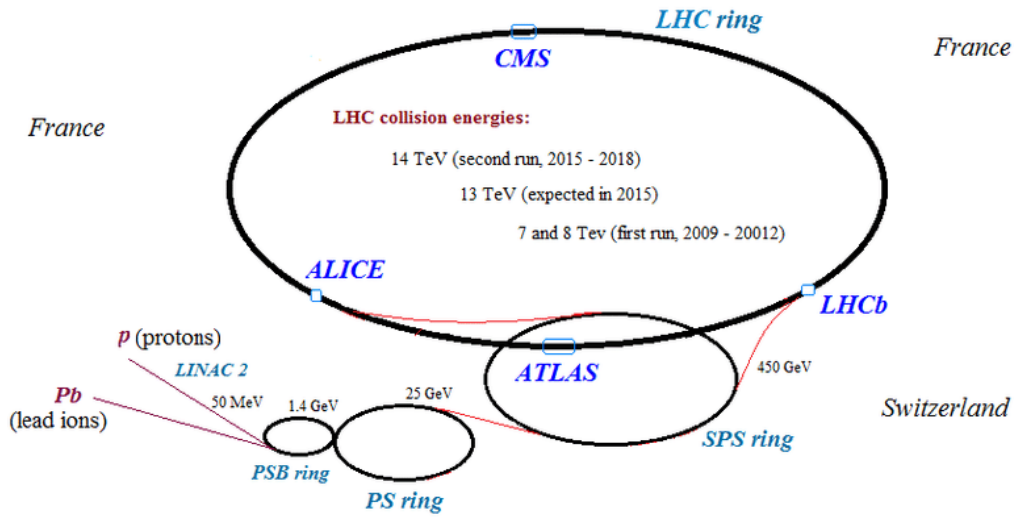 LHC ring
France
CMS
France
LHC collision energies:
14 TeV (second run, 2015 - 2018)
13 TeV (expected in 2015)
7 and 8 Tev (first run, 2009 - 20012)
ALICE
LHCb
p (protons)
LINAC 2
ATLAS
450 GeV
Pb
(lead ions)
50 MeV
1.4 GeV
25 GeV
Switzerland
SPS ring
PSB ring
PS ring